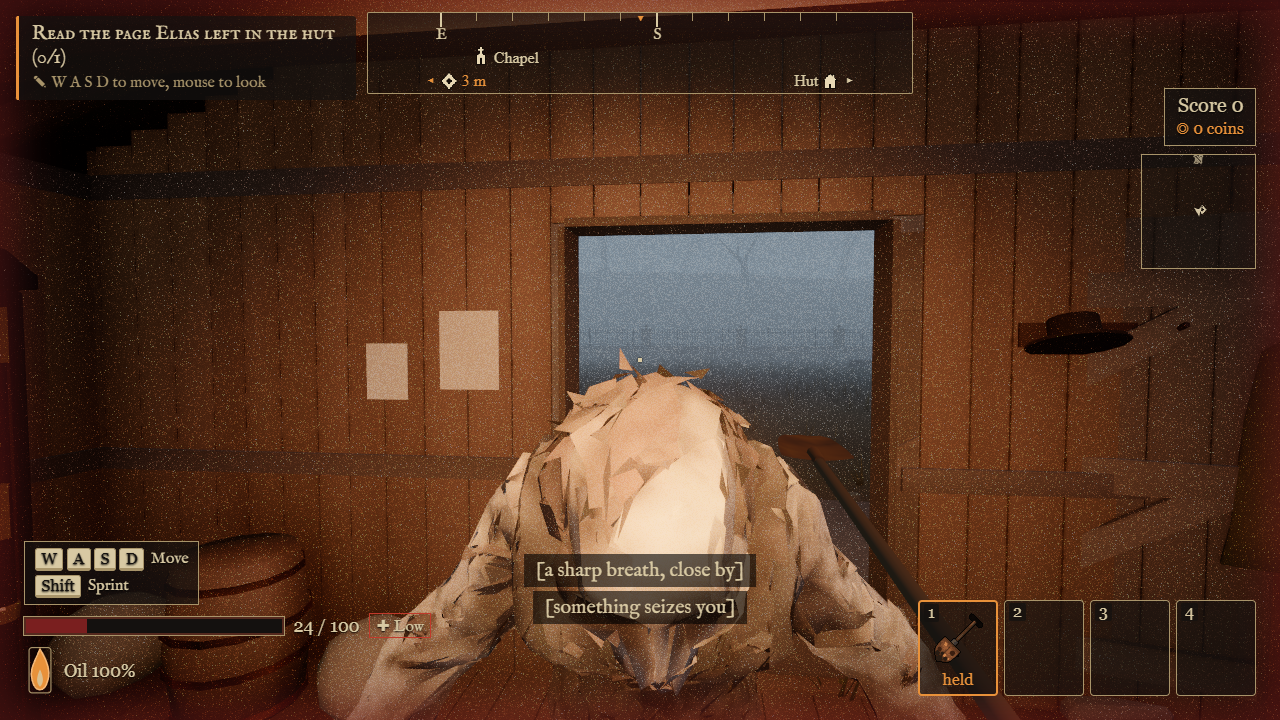 Read the page Elias left in the hut
(0/1)
W A S D to move, mouse to look
E
S
Chapel
3 m
Hut
Score 0
0 coins
N
W A S D Move
Shift Sprint
[a sharp breath, close by]
[something seizes you]
24 / 100
Low
Oil 100%
1
held
2
3
4